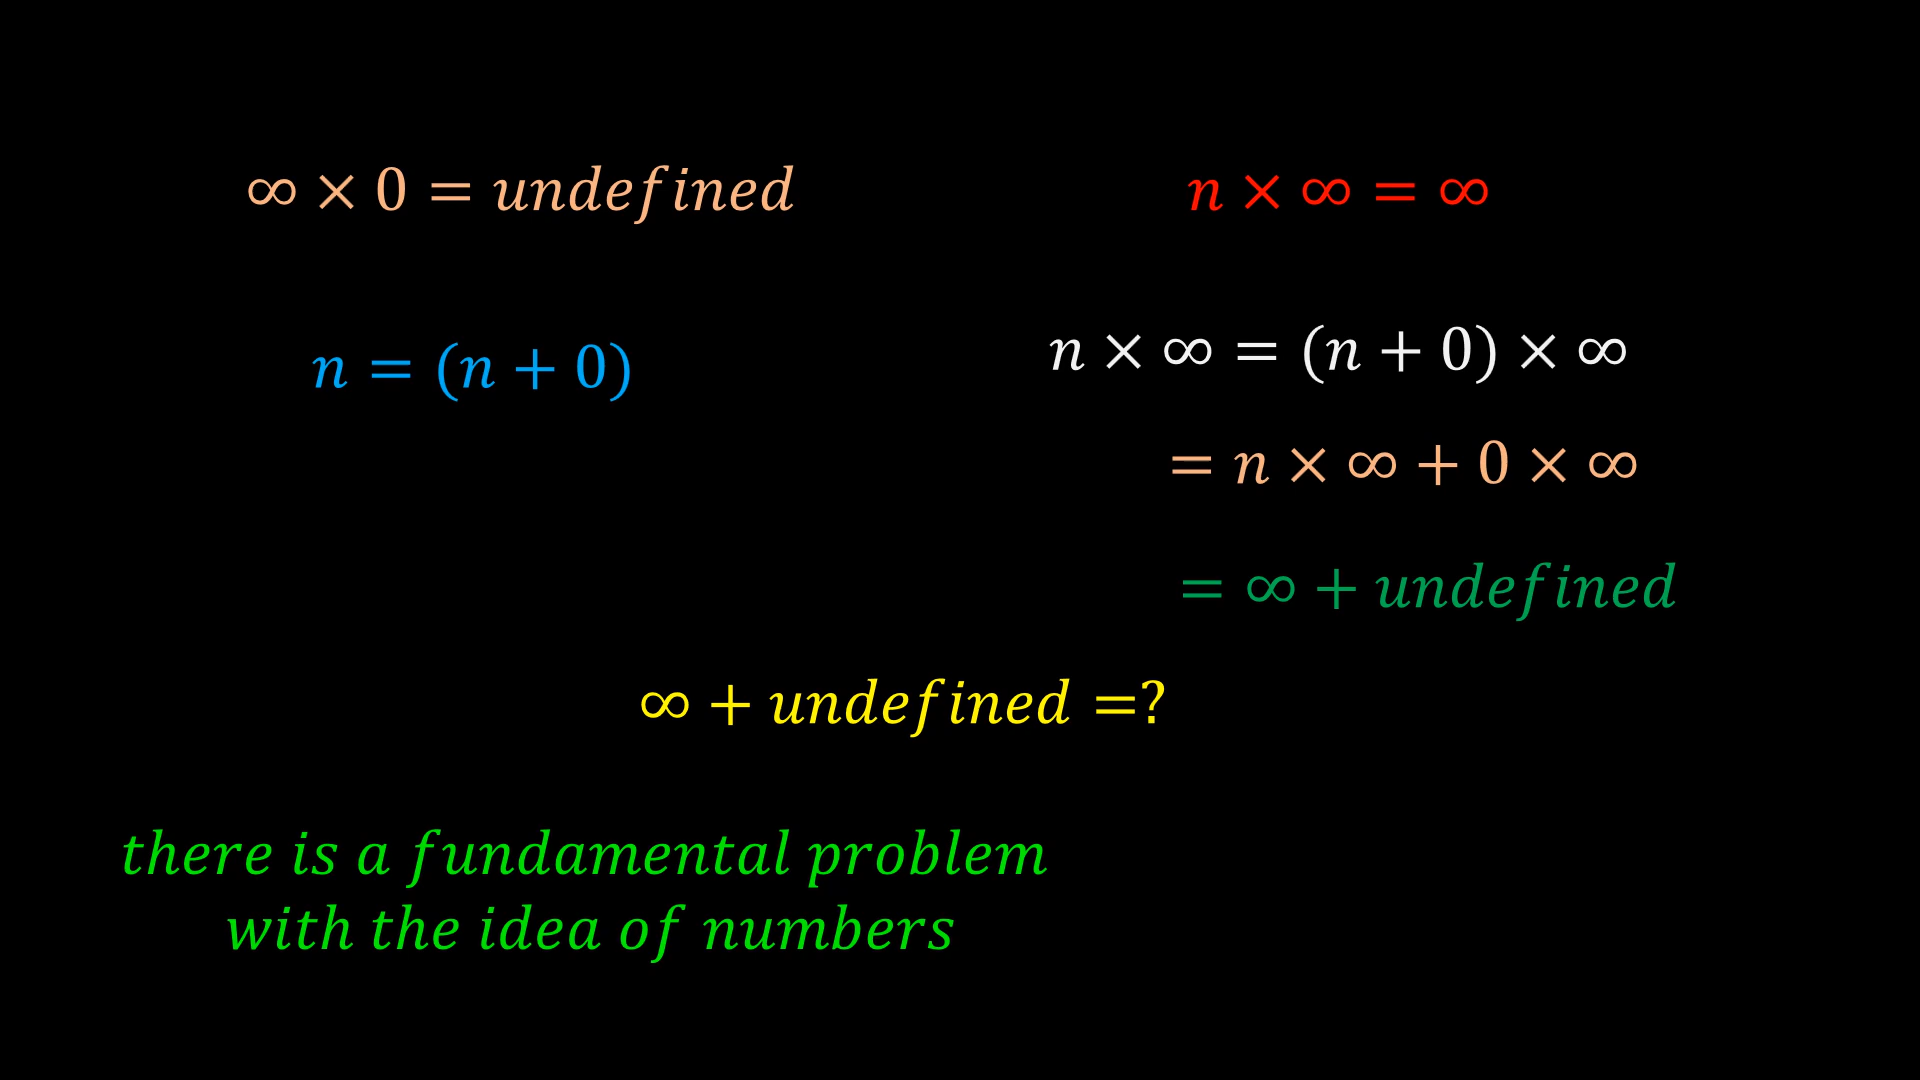 ∞ × 0 = undefined
n × ∞ = ∞
n = (n + 0)
n × ∞ = (n + 0) × ∞
= n × ∞ + 0 × ∞
= ∞ + undefined
∞ + undefined =?
there is a fundamental problem
with the idea of numbers